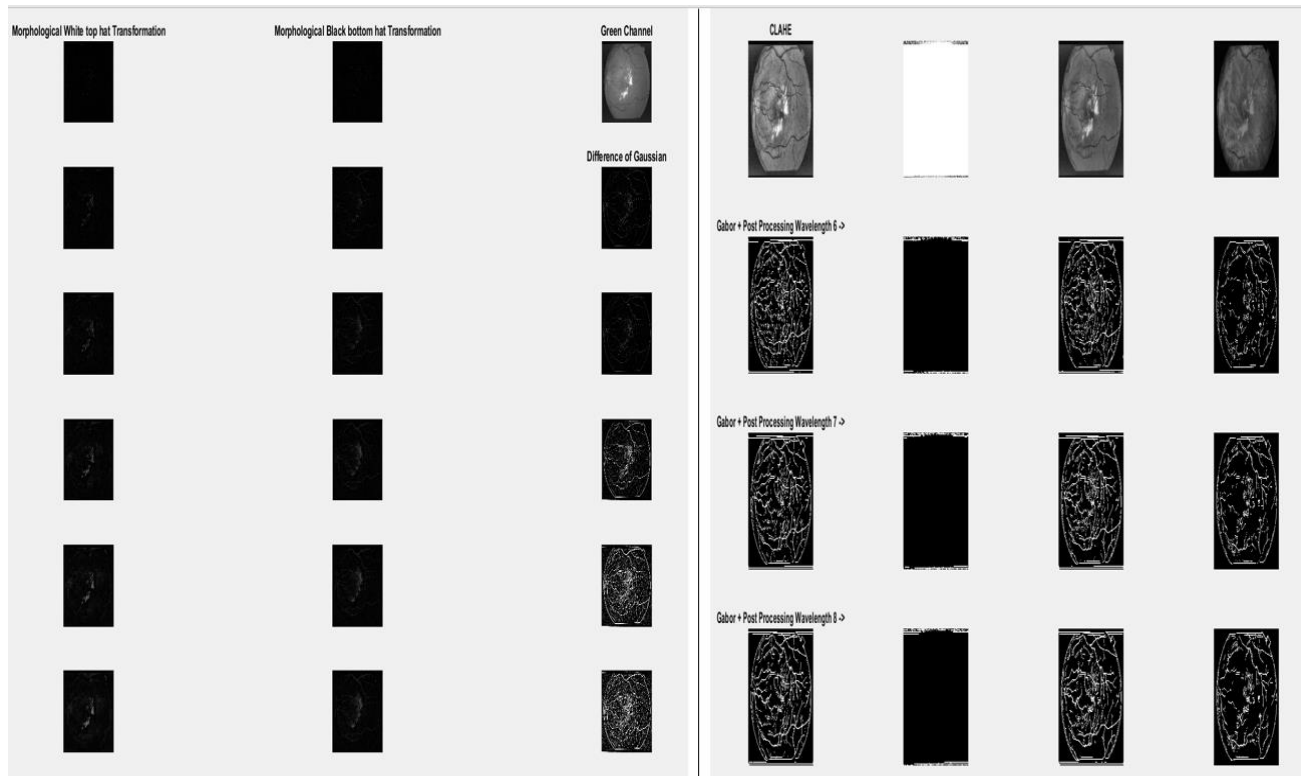 Morphological White top hat Transformation
Morphological Black bottom hat Transformation
Green Channel
Difference of Gaussian
CLAHE
Gabor + Post Processing Wavelength 6 ->
Gabor + Post Processing Wavelength 7 ->
Gabor + Post Processing Wavelength 8 ->